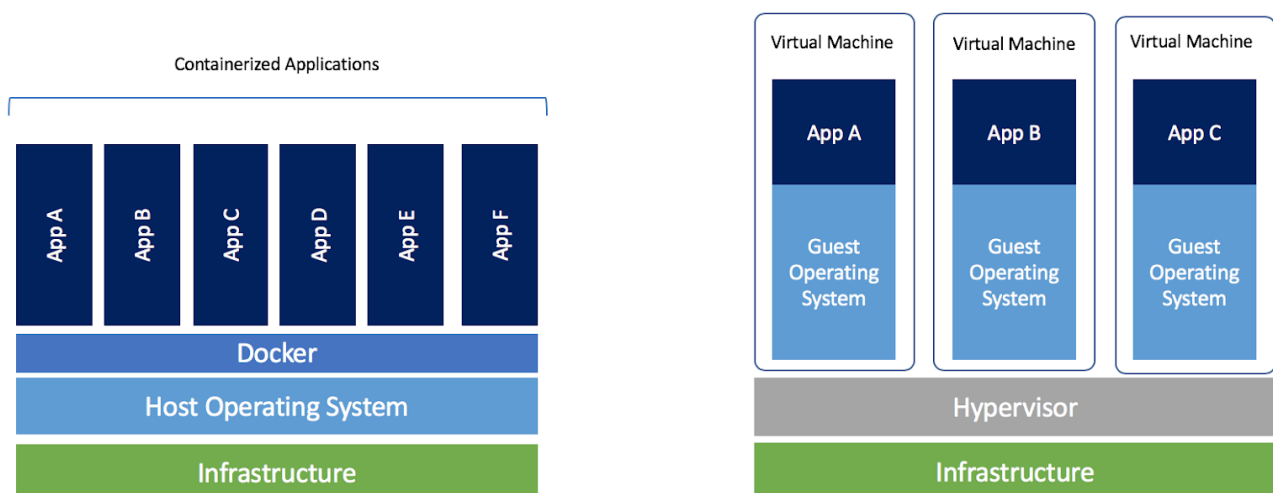 Containerized Applications
App A
App B
App C
App D
App E
App F
Docker
Host Operating System
Infrastructure
Virtual Machine
App A
Guest
Operating
System
Virtual Machine
App B
Guest
Operating
System
Virtual Machine
App C
Guest
Operating
System
Hypervisor
Infrastructure